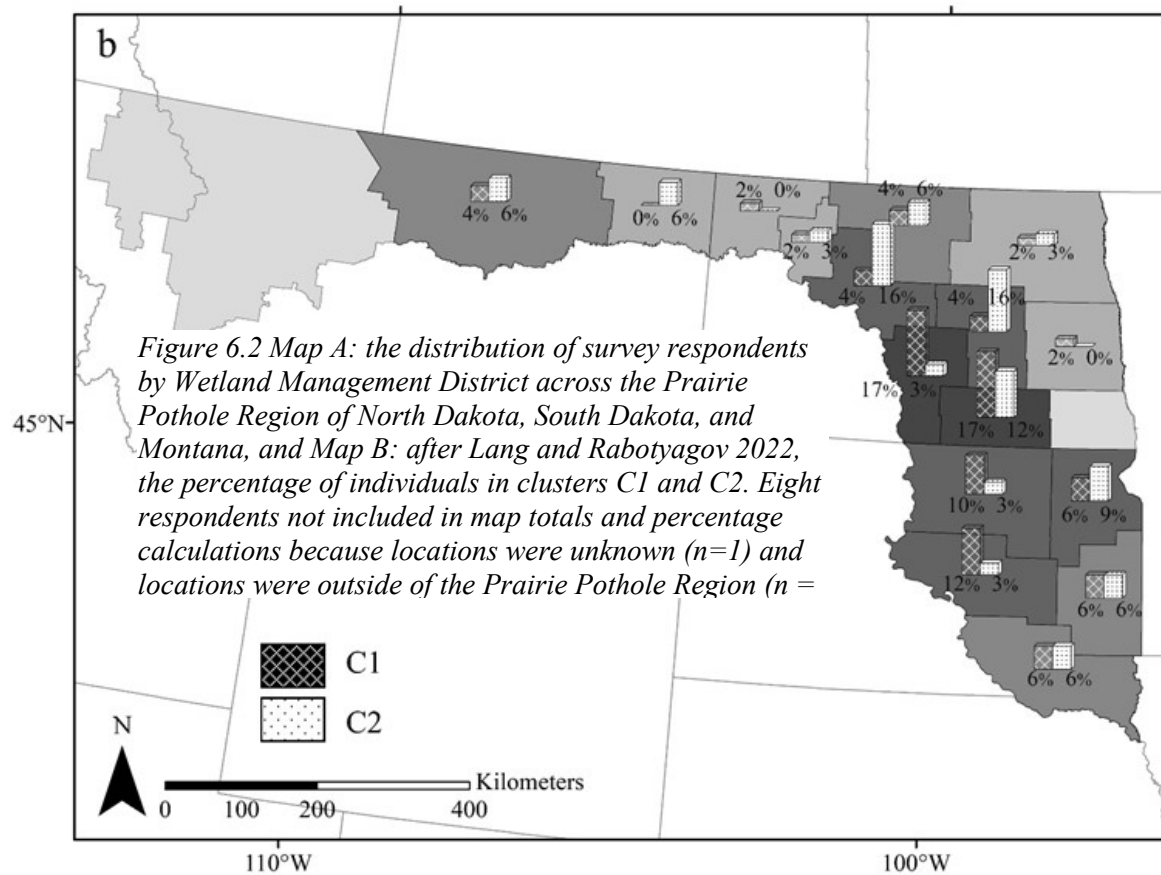 b
2% 0%
4% 6%
4% 6%
0% 6%
2% 3%
2% 3%
4% 16%
4% 16%
2% 0%
17% 3%
17% 12%
10% 3%
6% 9%
12% 3%
6% 6%
6% 6%
Figure 6.2 Map A: the distribution of survey respondents
by Wetland Management District across the Prairie
Pothole Region of North Dakota, South Dakota, and
Montana, and Map B: after Lang and Rabotyagov 2022,
the percentage of individuals in clusters C1 and C2. Eight
respondents not included in map totals and percentage
calculations because locations were unknown (n=1) and
locations were outside of the Prairie Pothole Region (n =
45°N
C1
C2
N
Kilometers
0 100 200 400
110°W 100°W